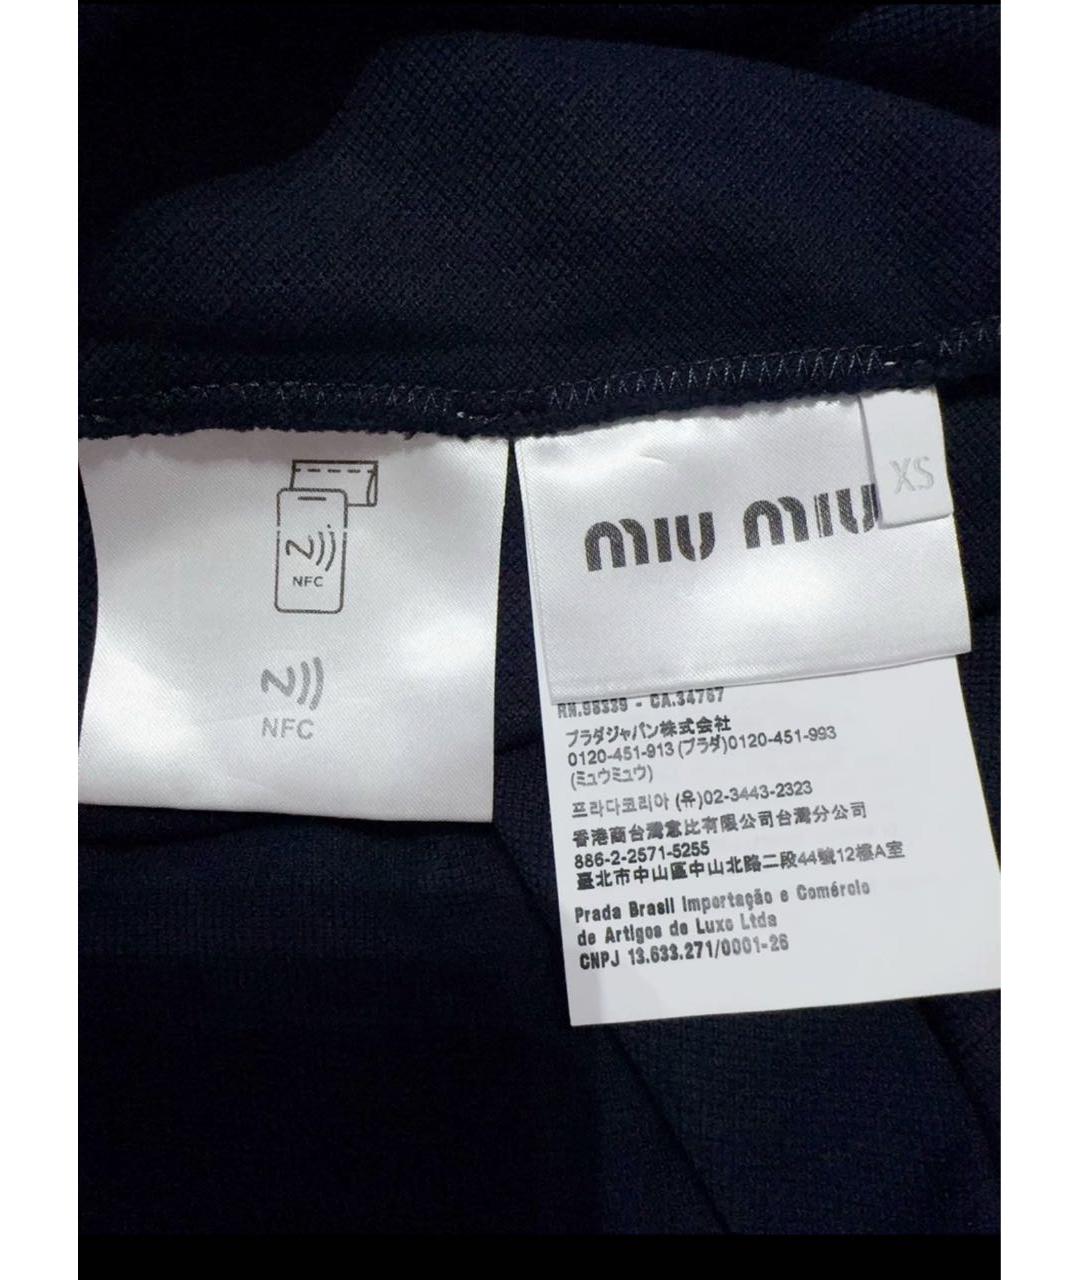 NFC
NFC
XS
miu miu
RN.95339 - CA.34767
プラダジャパン株式会社
0120-451-913 (プラダ)0120-451-993
(ミュウミュウ)
프라다코리아 (유)02-3443-2323
香港商台灣意比有限公司台灣分公司
886-2-2571-5255
臺北市中山區中山北路二段44號12樓A室
Prada Brasil Importação e Comércio
de Artigos de Luxo Ltda
CNPJ 13.633.271/0001-26